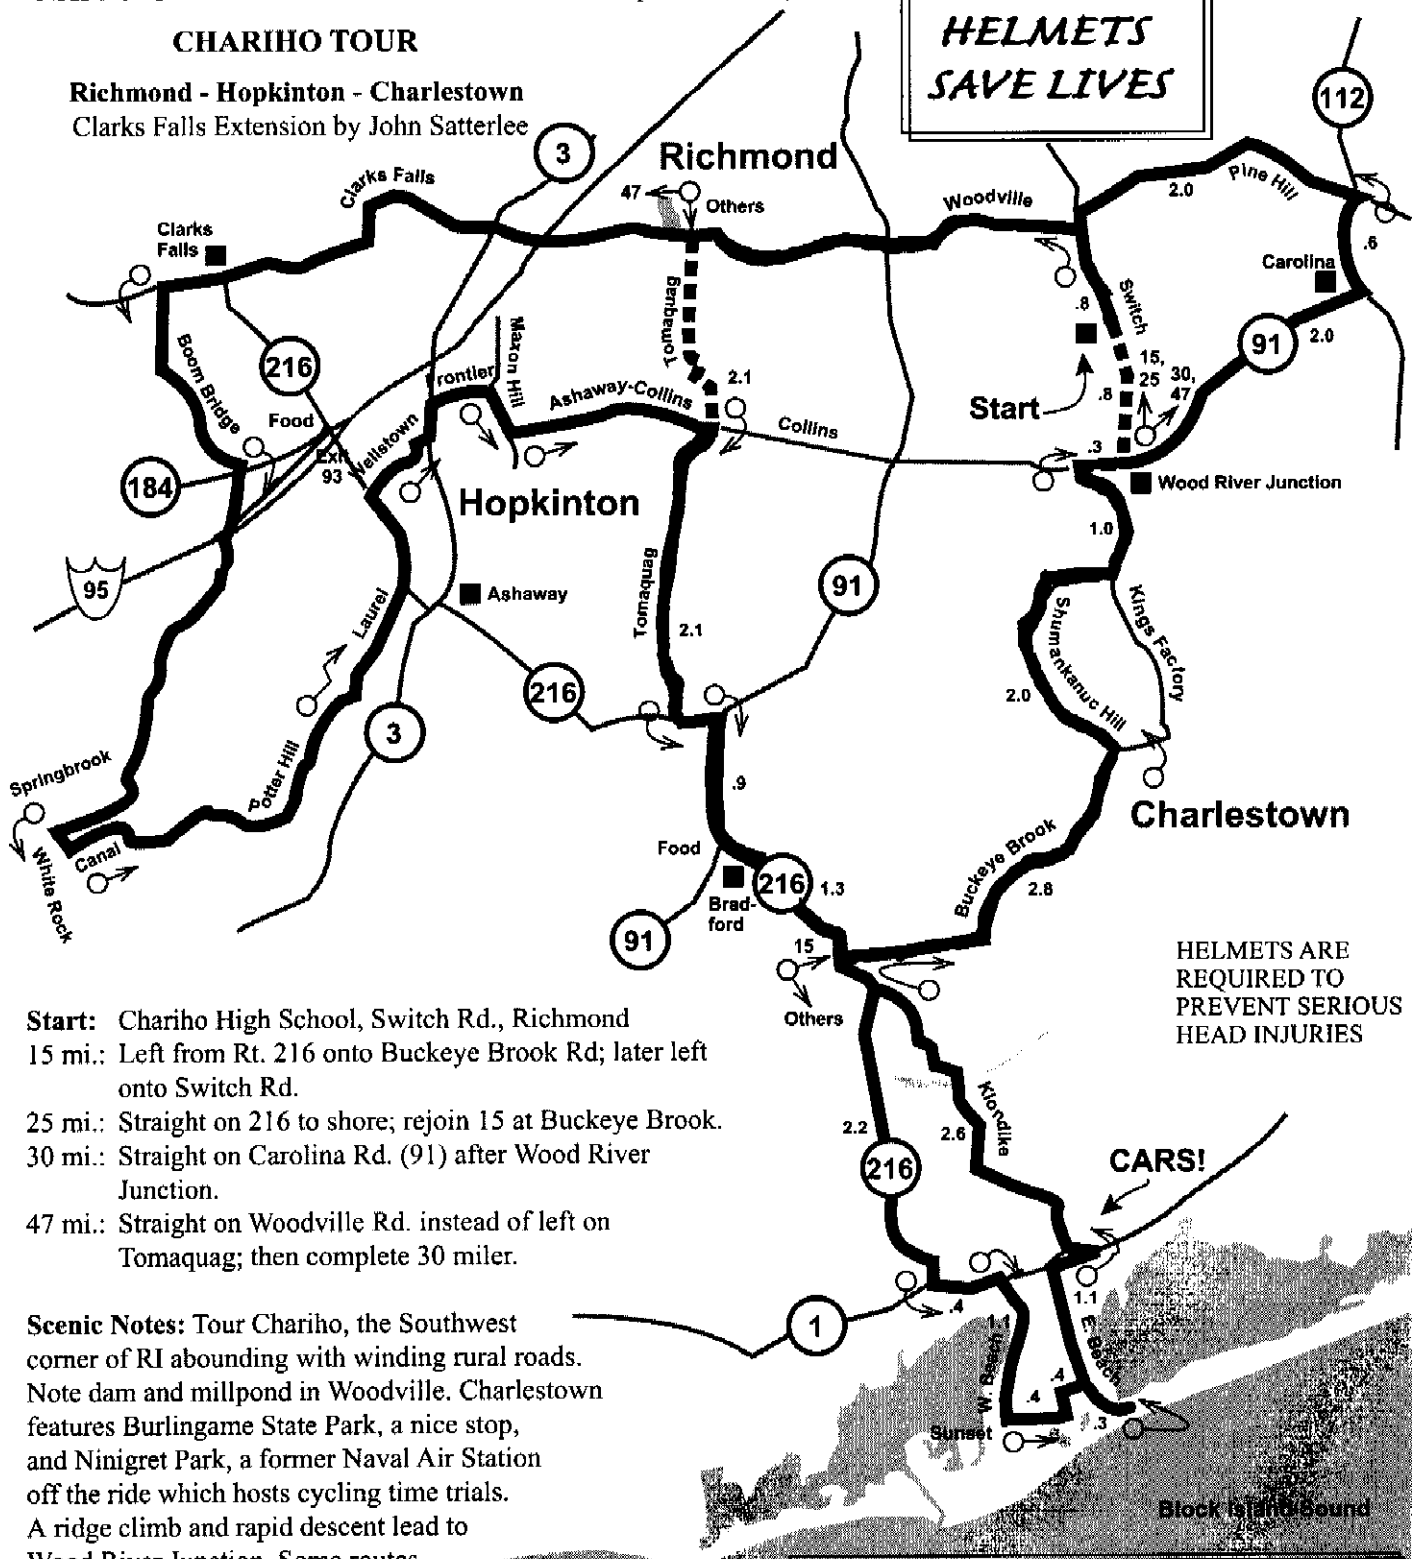 HELMETS
SAVE LIVES
CHARIHO TOUR
Richmond - Hopkinton - Charlestown
Clarks Falls Extension by John Satterlee
3
Richmond
112
47
Others
Clarks Falls
Woodville
2.0
Pine Hill
Clarks
Falls
.6
Carolina
Tomaquag
Switch
.8
216
Boom Bridge
Maxon Hill
Frontier
Ashaway-Collins
2.1
91
2.0
15,
25
30,
47
.8
Start
Food
Collins
Wellstown
Exit
93
184
.3
Wood River Junction
Hopkinton
1.0
95
Ashaway
91
Laurel
Tomaquag
2.1
Kings Factory
Shumankanuc Hill
2.0
216
3
Springbrook
Potter Hill
.9
Charlestown
White Rock
Canal
Food
Brad-
ford
216
1.3
Buckeye Brook
2.8
91
15
Others
HELMETS ARE
REQUIRED TO
PREVENT SERIOUS
HEAD INJURIES
Start: Chariho High School, Switch Rd., Richmond
15 mi.: Left from Rt. 216 onto Buckeye Brook Rd; later left
onto Switch Rd.
25 mi.: Straight on 216 to shore; rejoin 15 at Buckeye Brook.
30 mi.: Straight on Carolina Rd. (91) after Wood River
Junction.
47 mi.: Straight on Woodville Rd. instead of left on
Tomaquag; then complete 30 miler.
Klondike
2.2
2.6
216
CARS!
.4
1
1.1
1.1
W. Beach
E. Beach
.4
.4
.3
Sunset
Block Island Sound
Scenic Notes: Tour Chariho, the Southwest
corner of RI abounding with winding rural roads.
Note dam and millpond in Woodville. Charlestown
features Burlingame State Park, a nice stop,
and Ninigret Park, a former Naval Air Station
off the ride which hosts cycling time trials.
A ridge climb and rapid descent lead to
Wood River Junction. Some routes